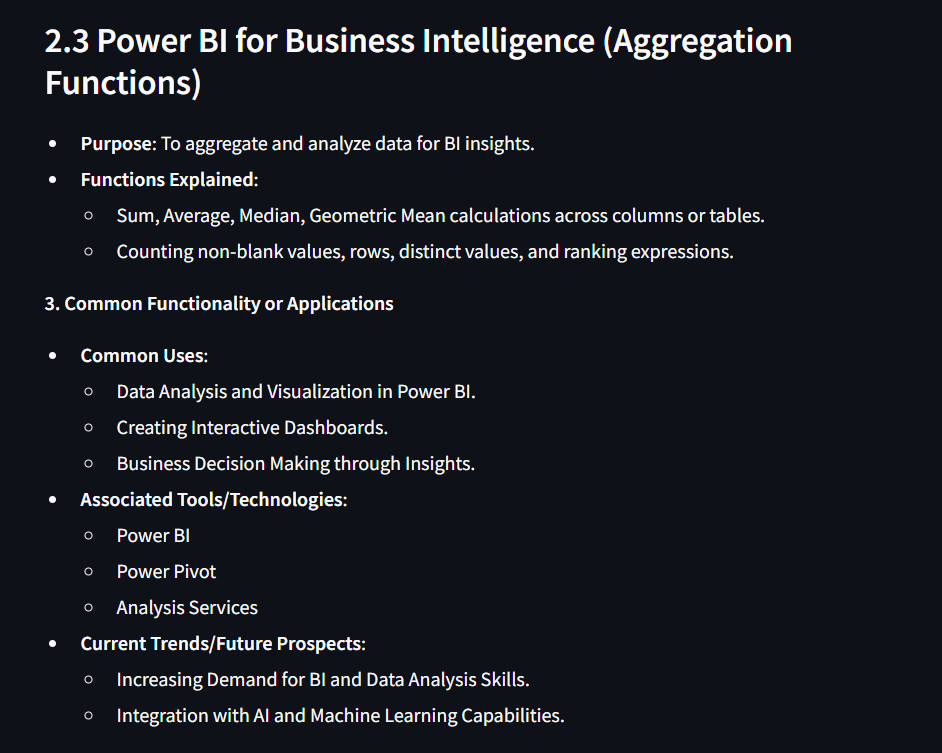 2.3 Power BI for Business Intelligence (Aggregation
Functions)
• Purpose: To aggregate and analyze data for BI insights.
• Functions Explained:
○ Sum, Average, Median, Geometric Mean calculations across columns or tables.
○ Counting non-blank values, rows, distinct values, and ranking expressions.
3. Common Functionality or Applications
• Common Uses:
○ Data Analysis and Visualization in Power BI.
○ Creating Interactive Dashboards.
○ Business Decision Making through Insights.
• Associated Tools/Technologies:
○ Power BI
○ Power Pivot
○ Analysis Services
• Current Trends/Future Prospects:
○ Increasing Demand for BI and Data Analysis Skills.
○ Integration with AI and Machine Learning Capabilities.